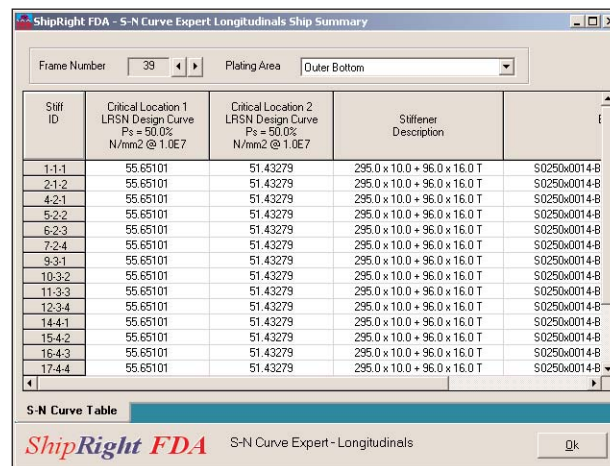 ShipRight FDA - S-N Curve Expert Longitudinals Ship Summary
Frame Number 39 Plating Area Outer Bottom
Stiff ID
Critical Location 1 LRSN Design Curve Ps = 50.0% N/mm2 @ 1.0E7
Critical Location 2 LRSN Design Curve Ps = 50.0% N/mm2 @ 1.0E7
Stiffener Description
1-1-1 55.65101 51.43279 295.0 x 10.0 + 96.0 x 16.0 T S0250x0014-B
2-1-2 55.65101 51.43279 295.0 x 10.0 + 96.0 x 16.0 T S0250x0014-B
4-2-1 55.65101 51.43279 295.0 x 10.0 + 96.0 x 16.0 T S0250x0014-B
5-2-2 55.65101 51.43279 295.0 x 10.0 + 96.0 x 16.0 T S0250x0014-B
6-2-3 55.65101 51.43279 295.0 x 10.0 + 96.0 x 16.0 T S0250x0014-B
7-2-4 55.65101 51.43279 295.0 x 10.0 + 96.0 x 16.0 T S0250x0014-B
9-3-1 55.65101 51.43279 295.0 x 10.0 + 96.0 x 16.0 T S0250x0014-B
10-3-2 55.65101 51.43279 295.0 x 10.0 + 96.0 x 16.0 T S0250x0014-B
11-3-3 55.65101 51.43279 295.0 x 10.0 + 96.0 x 16.0 T S0250x0014-B
12-3-4 55.65101 51.43279 295.0 x 10.0 + 96.0 x 16.0 T S0250x0014-B
14-4-1 55.65101 51.43279 295.0 x 10.0 + 96.0 x 16.0 T S0250x0014-B
15-4-2 55.65101 51.43279 295.0 x 10.0 + 96.0 x 16.0 T S0250x0014-B
16-4-3 55.65101 51.43279 295.0 x 10.0 + 96.0 x 16.0 T S0250x0014-B
17-4-4 55.65101 51.43279 295.0 x 10.0 + 96.0 x 16.0 T S0250x0014-B
S-N Curve Table
ShipRight FDA S-N Curve Expert - Longitudinals Ok